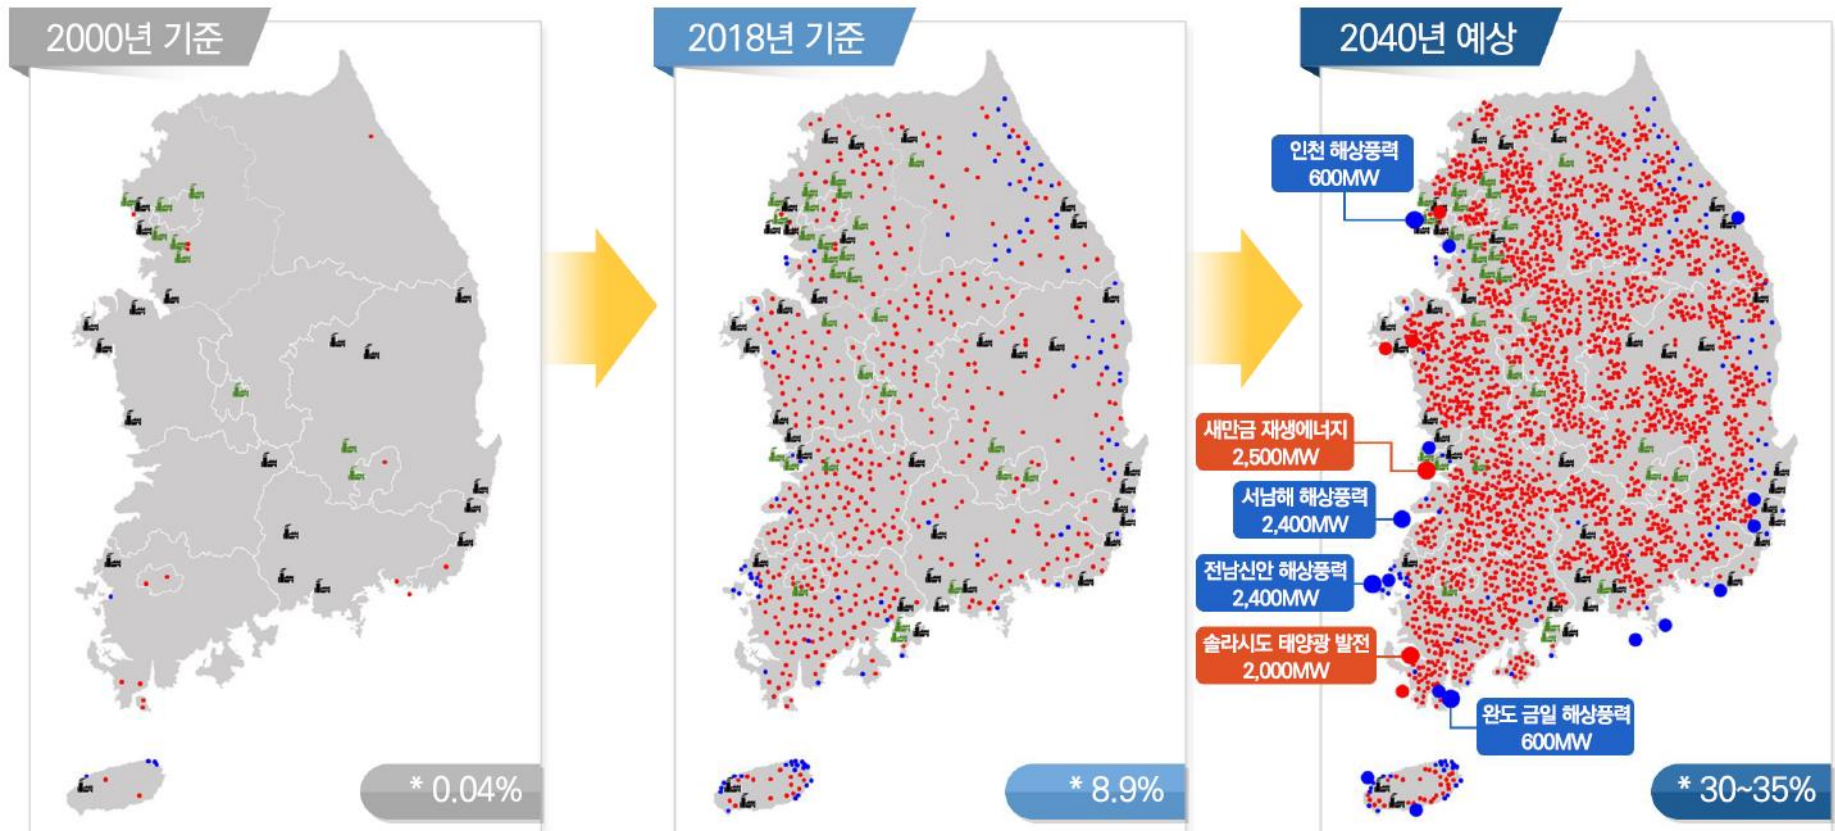 2000년 기준
2018년 기준
2040년 예상
인천 해상풍력
600MW
새만금 재생에너지
2,500MW
서남해 해상풍력
2,400MW
전남신안 해상풍력
2,400MW
솔라시도 태양광 발전
2,000MW
완도 금일 해상풍력
600MW
* 0.04%
* 8.9%
* 30~35%